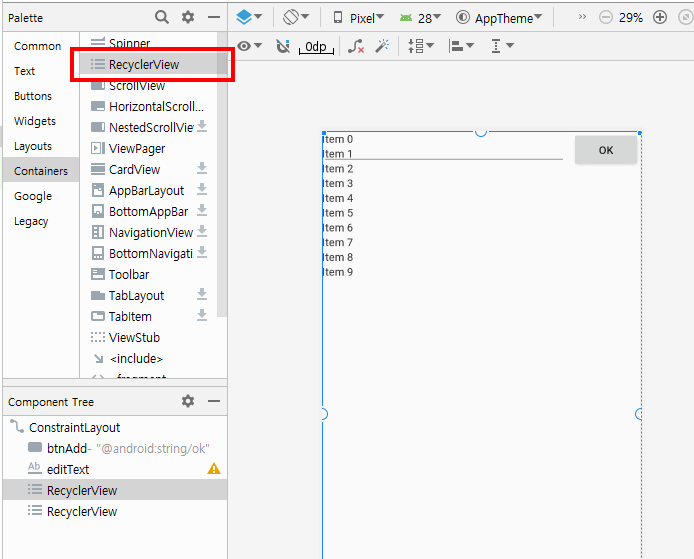 Palette
Common
Text
Buttons
Widgets
Layouts
Containers
Google
Legacy
Spinner
RecyclerView
ScrollView
HorizontalScroll...
NestedScrollView
ViewPager
CardView
AppBarLayout
BottomAppBar
NavigationView
BottomNavigati
Toolbar
TabLayout
TabItem
ViewStub
<include>
Pixel
28
AppTheme
»
29%
0dp
Item 0
OK
Item 1
Item 2
Item 3
Item 4
Item 5
Item 6
Item 7
Item 8
Item 9
Component Tree
ConstraintLayout
btnAdd- "@android:string/ok"
Ab editText
RecyclerView
RecyclerView